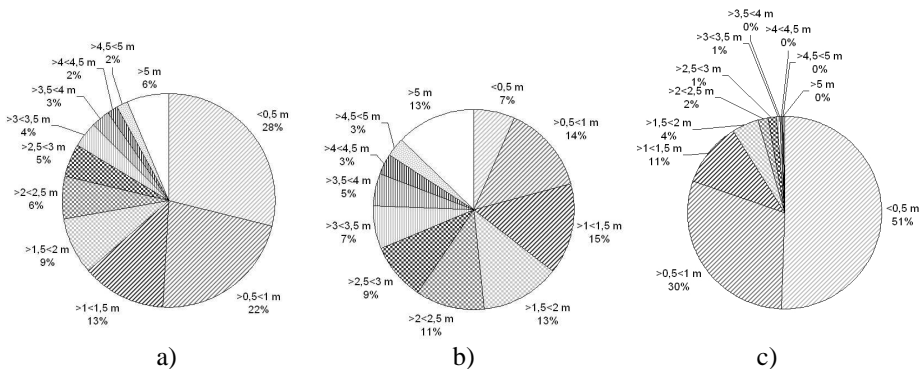 <0,5 m
28%
>0,5<1 m
22%
>1<1,5 m
13%
>1,5<2 m
9%
>2<2,5 m
6%
>2,5<3 m
5%
>3<3,5 m
4%
>3,5<4 m
3%
>4<4,5 m
2%
>4,5<5 m
2%
>5 m
6%
a)
<0,5 m
7%
>0,5<1 m
14%
>1<1,5 m
15%
>1,5<2 m
13%
>2<2,5 m
11%
>2,5<3 m
9%
>3<3,5 m
7%
>3,5<4 m
5%
>4<4,5 m
3%
>4,5<5 m
3%
>5 m
13%
b)
<0,5 m
51%
>0,5<1 m
30%
>1<1,5 m
11%
>1,5<2 m
4%
>2<2,5 m
2%
>2,5<3 m
1%
>3<3,5 m
1%
>3,5<4 m
0%
>4<4,5 m
0%
>4,5<5 m
0%
>5 m
0%
c)